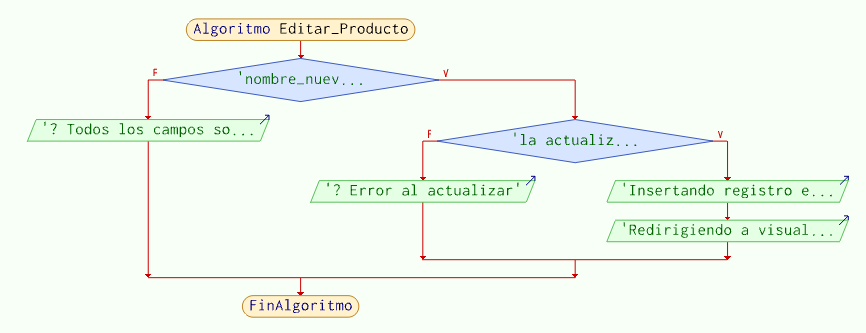 Algoritmo Editar_Producto
F
'nombre_nuev...
V
'? Todos los campos so...
F
'la actualiz...
V
'? Error al actualizar'
'Insertando registro e...
'Redirigiendo a visual...
FinAlgoritmo